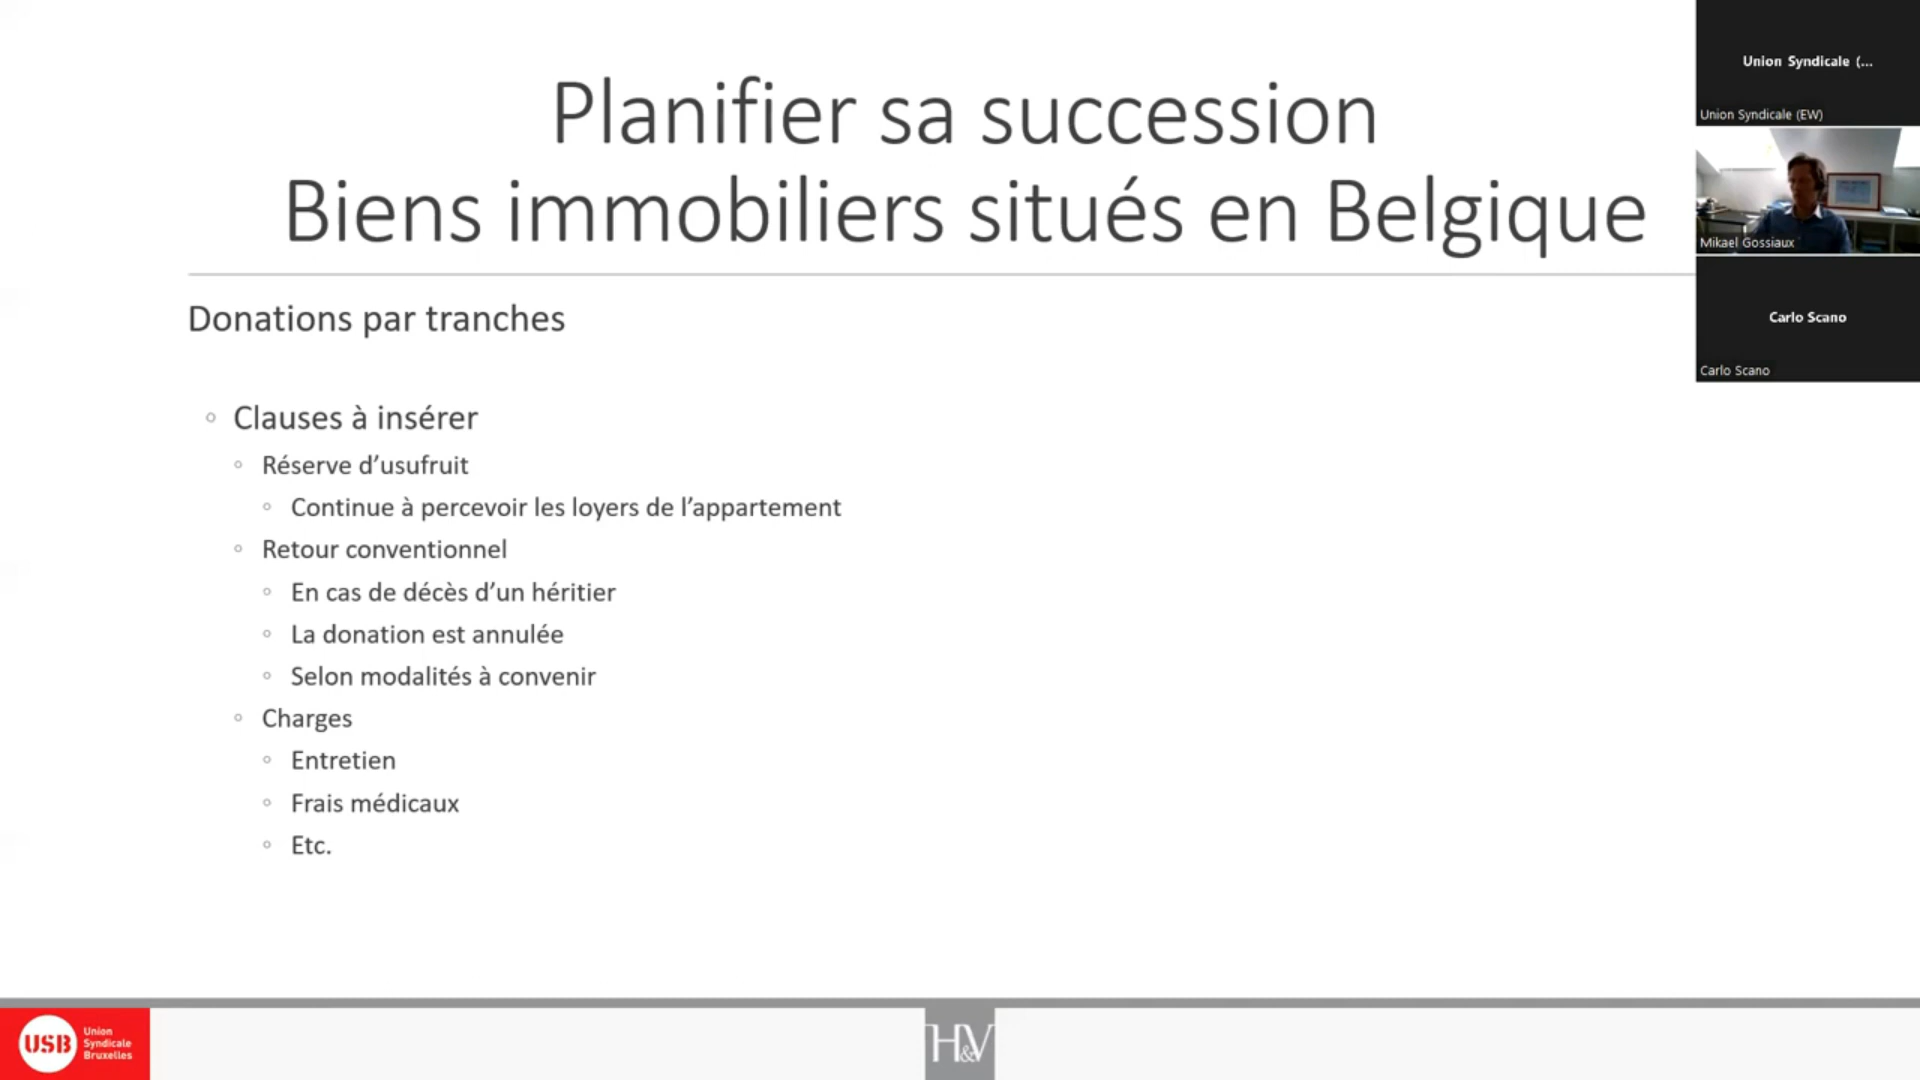 Planifier sa succession
Biens immobiliers situés en Belgique
Donations par tranches
Clauses à insérer
Réserve d’usufruit
Continue à percevoir les loyers de l’appartement
Retour conventionnel
En cas de décès d’un héritier
La donation est annulée
Selon modalités à convenir
Charges
Entretien
Frais médicaux
Etc.
Union Syndicale (...
Union Syndicale (EW)
Mikael Gossiaux
Carlo Scano
Carlo Scano
USB
Union
Syndicale
Bruxelles
H&V